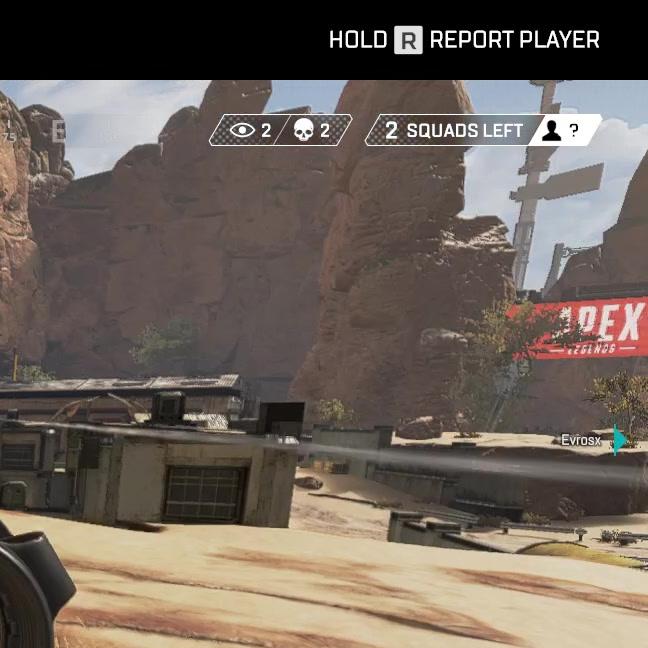 HOLD R REPORT PLAYER
2 2 2 SQUADS LEFT ?
APEX
LEGENDS
Evrosx